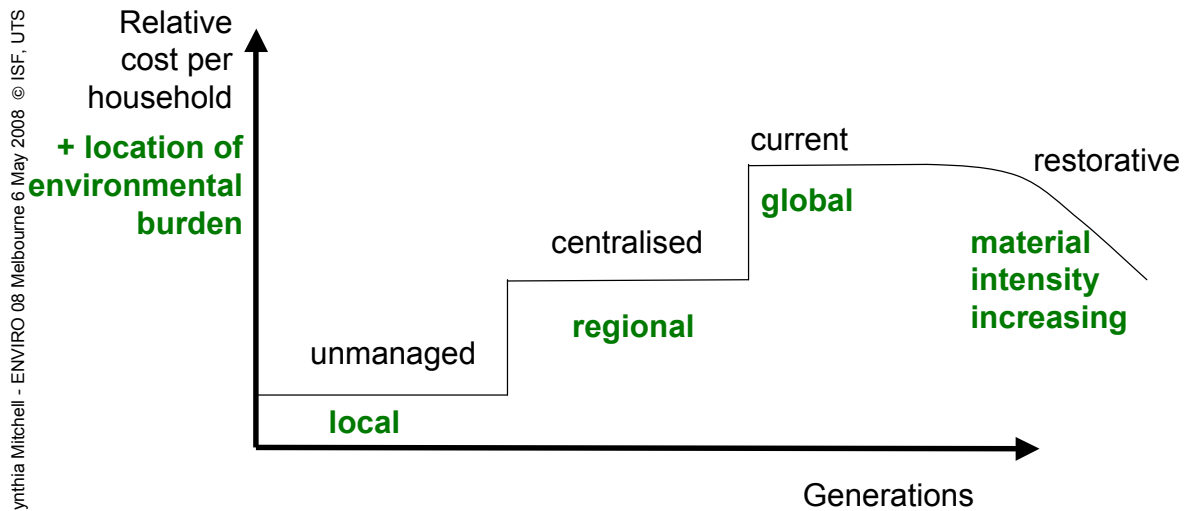 ynthia Mitchell - ENVIRO 08 Melbourne 6 May 2008 © ISF, UTS
Relative
cost per
household
+ location of
environmental
burden
current
restorative
global
centralised
material
intensity
increasing
regional
unmanaged
local
Generations